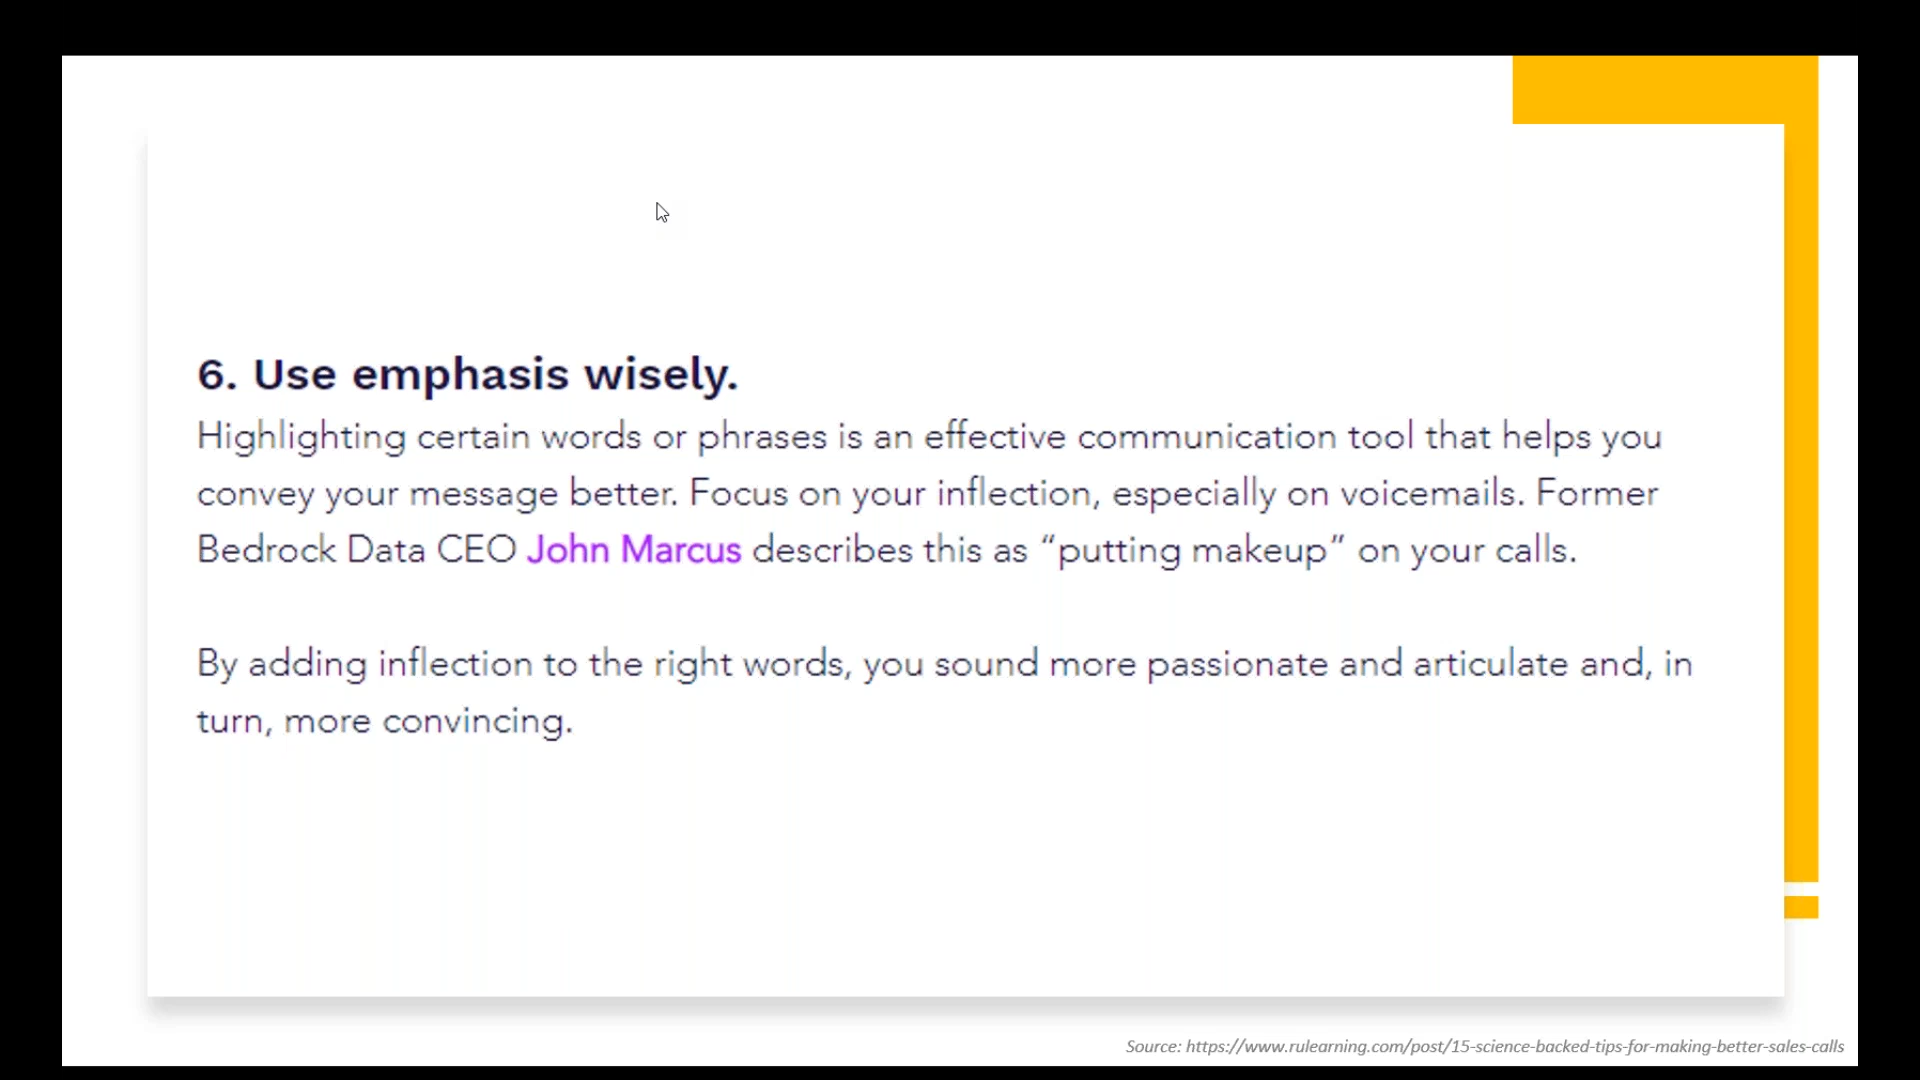 6. Use emphasis wisely.
Highlighting certain words or phrases is an effective communication tool that helps you
convey your message better. Focus on your inflection, especially on voicemails. Former
Bedrock Data CEO John Marcus describes this as “putting makeup” on your calls.
By adding inflection to the right words, you sound more passionate and articulate and, in
turn, more convincing.
Source: https://www.rulearning.com/post/15-science-backed-tips-for-making-better-sales-calls